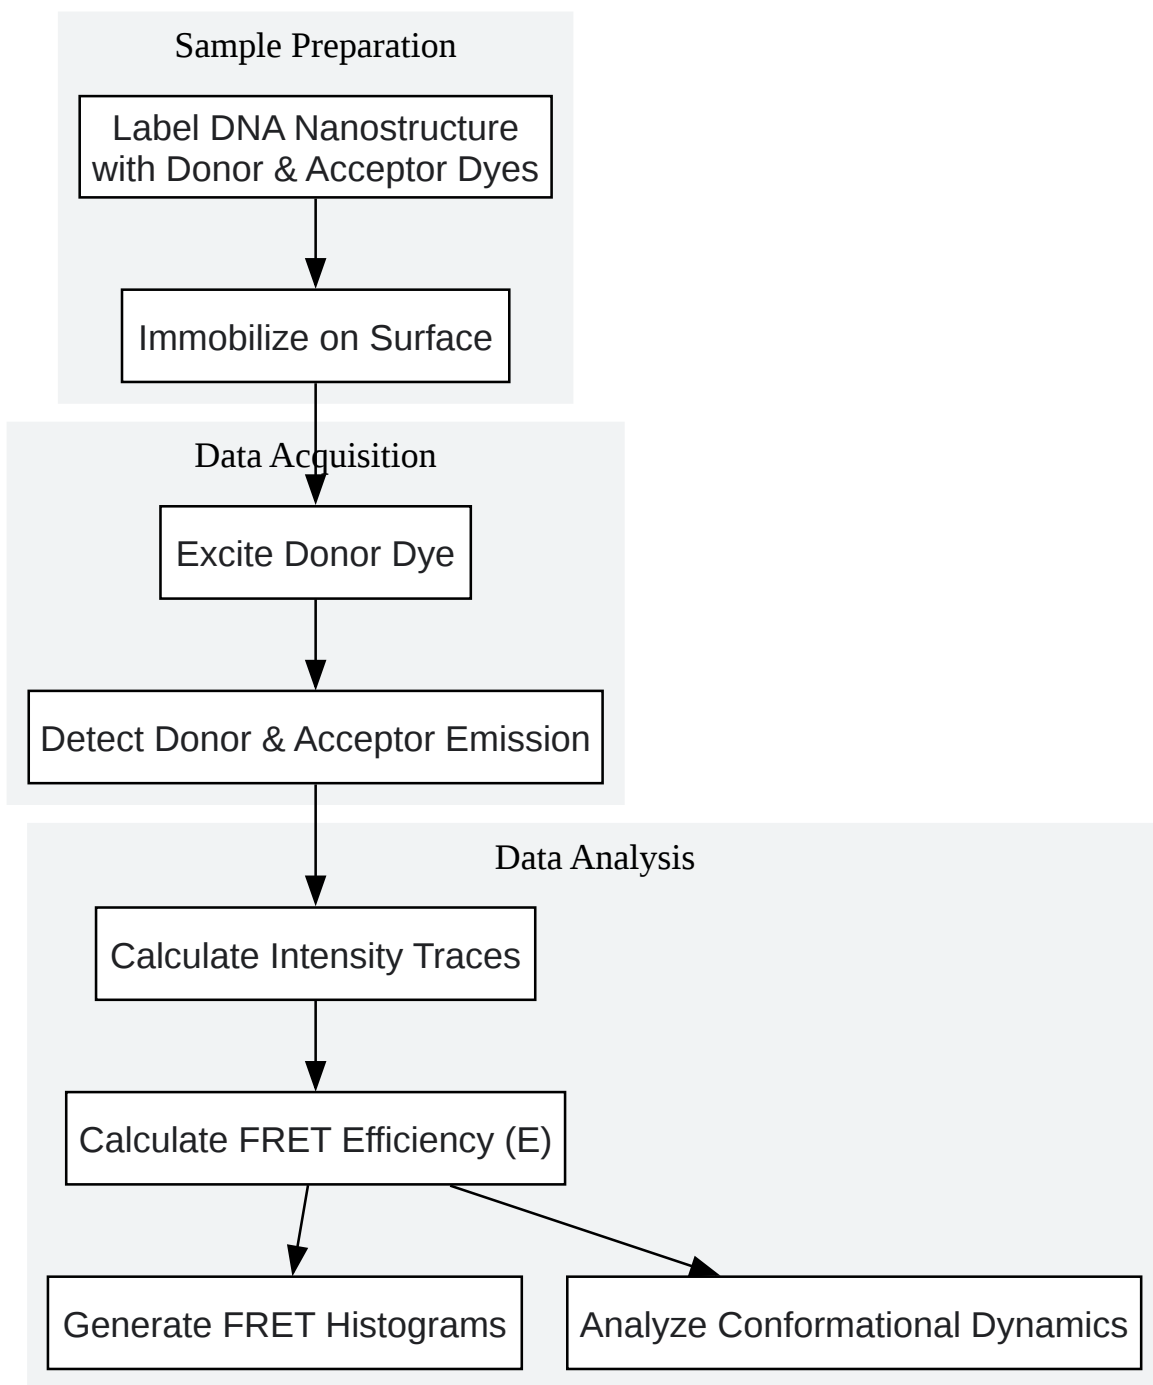 Sample Preparation
Label DNA Nanostructure
with Donor & Acceptor Dyes
Immobilize on Surface
Data Acquisition
Excite Donor Dye
Detect Donor & Acceptor Emission
Data Analysis
Calculate Intensity Traces
Calculate FRET Efficiency (E)
Generate FRET Histograms
Analyze Conformational Dynamics